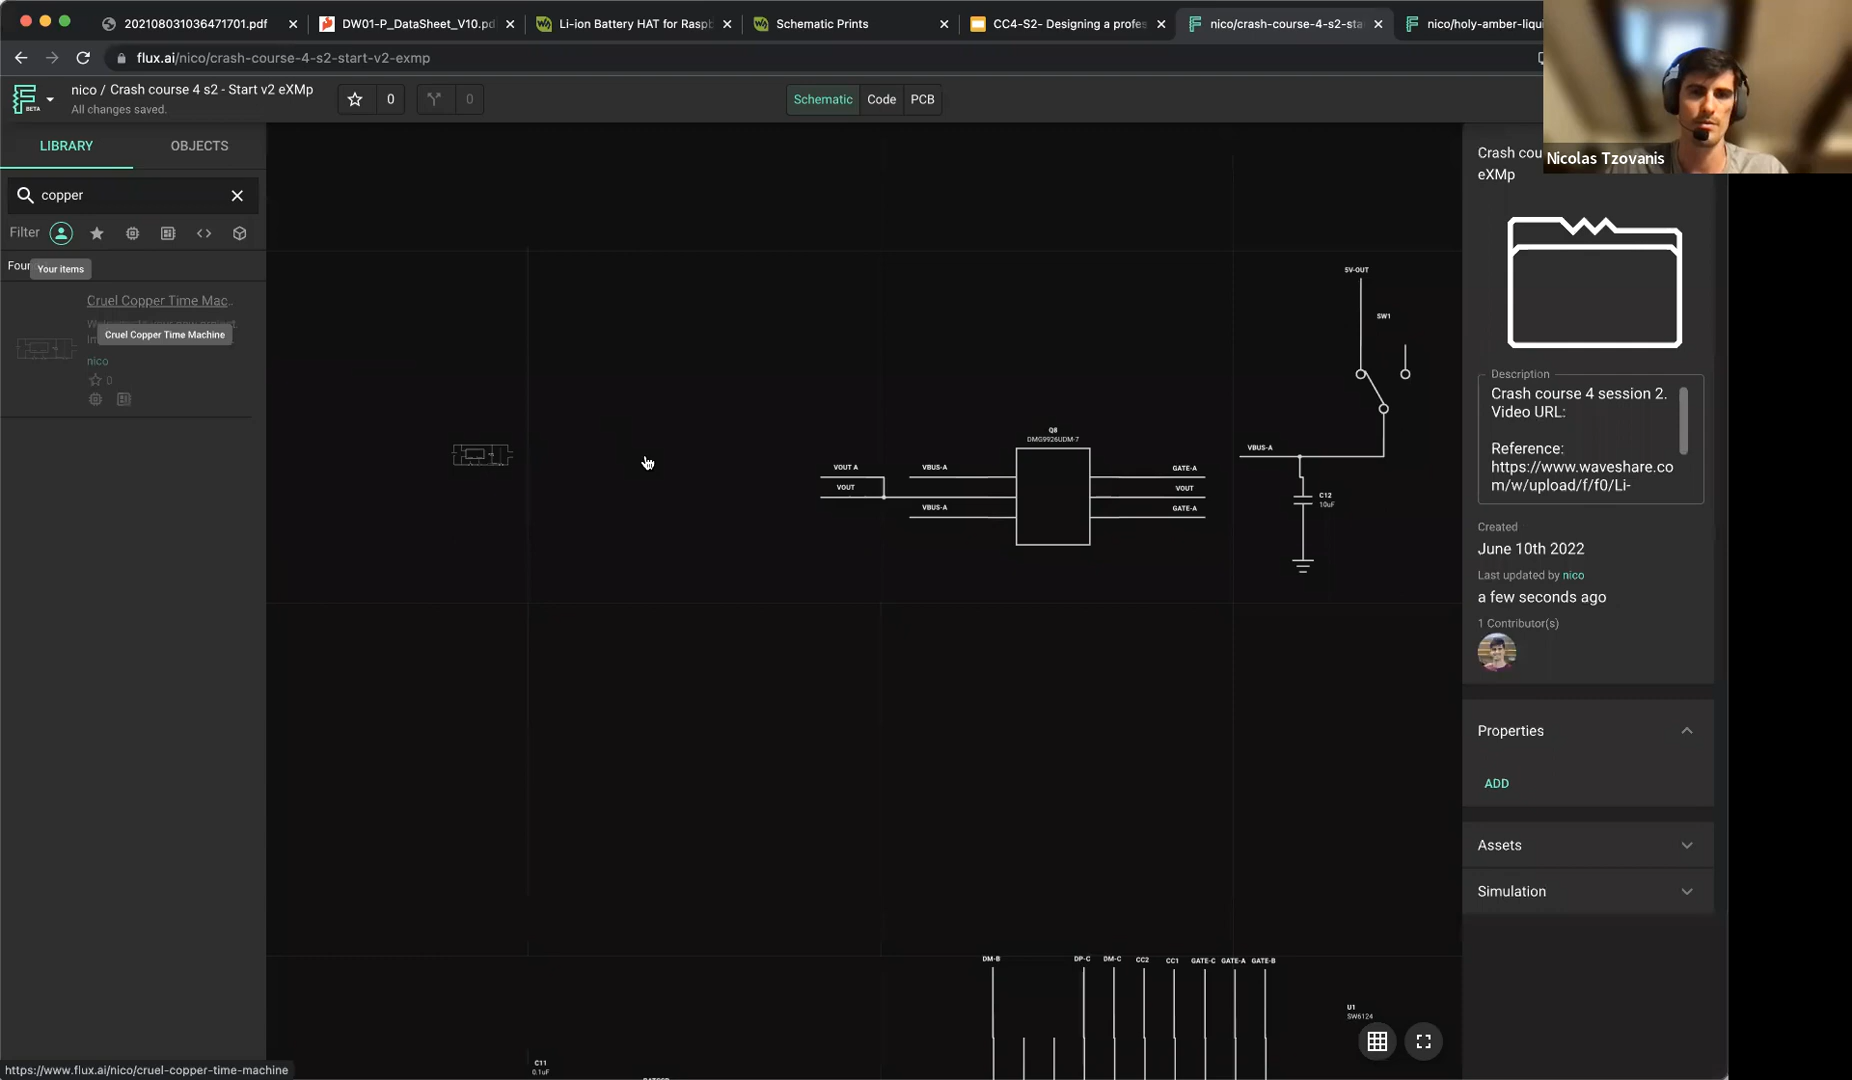 202108031036471701.pdf
DW01-P_DataSheet_V10.pd
Li-ion Battery HAT for Raspb
Schematic Prints
CC4-S2- Designing a profes
nico/crash-course-4-s2-sta
nico/holy-amber-liqui
flux.ai/nico/crash-course-4-s2-start-v2-exmp
BETA
nico / Crash course 4 s2 - Start v2 eXMp
All changes saved.
0
0
Schematic
Code
PCB
Nicolas Tzovanis
LIBRARY
OBJECTS
copper
Filter
Foun
Your items
Cruel Copper Time Mac..
Cruel Copper Time Machine
nico
0
5V-OUT
SW1
Q8
DMG9926UDM-7
VBUS-A
VOUT A
VBUS-A
GATE-A
VOUT
VOUT
VBUS-A
GATE-A
C12
10uF
DM-B
DP-C
DM-C
CC2
CC1
GATE-C
GATE-A
GATE-B
U1
SW6124
C11
0.1uF
Crash cou
eXMp
Description
Crash course 4 session 2.
Video URL:
Reference:
https://www.waveshare.co
m/w/upload/f/f0/Li-
Created
June 10th 2022
Last updated by nico
a few seconds ago
1 Contributor(s)
Properties
ADD
Assets
Simulation
https://www.flux.ai/nico/cruel-copper-time-machine